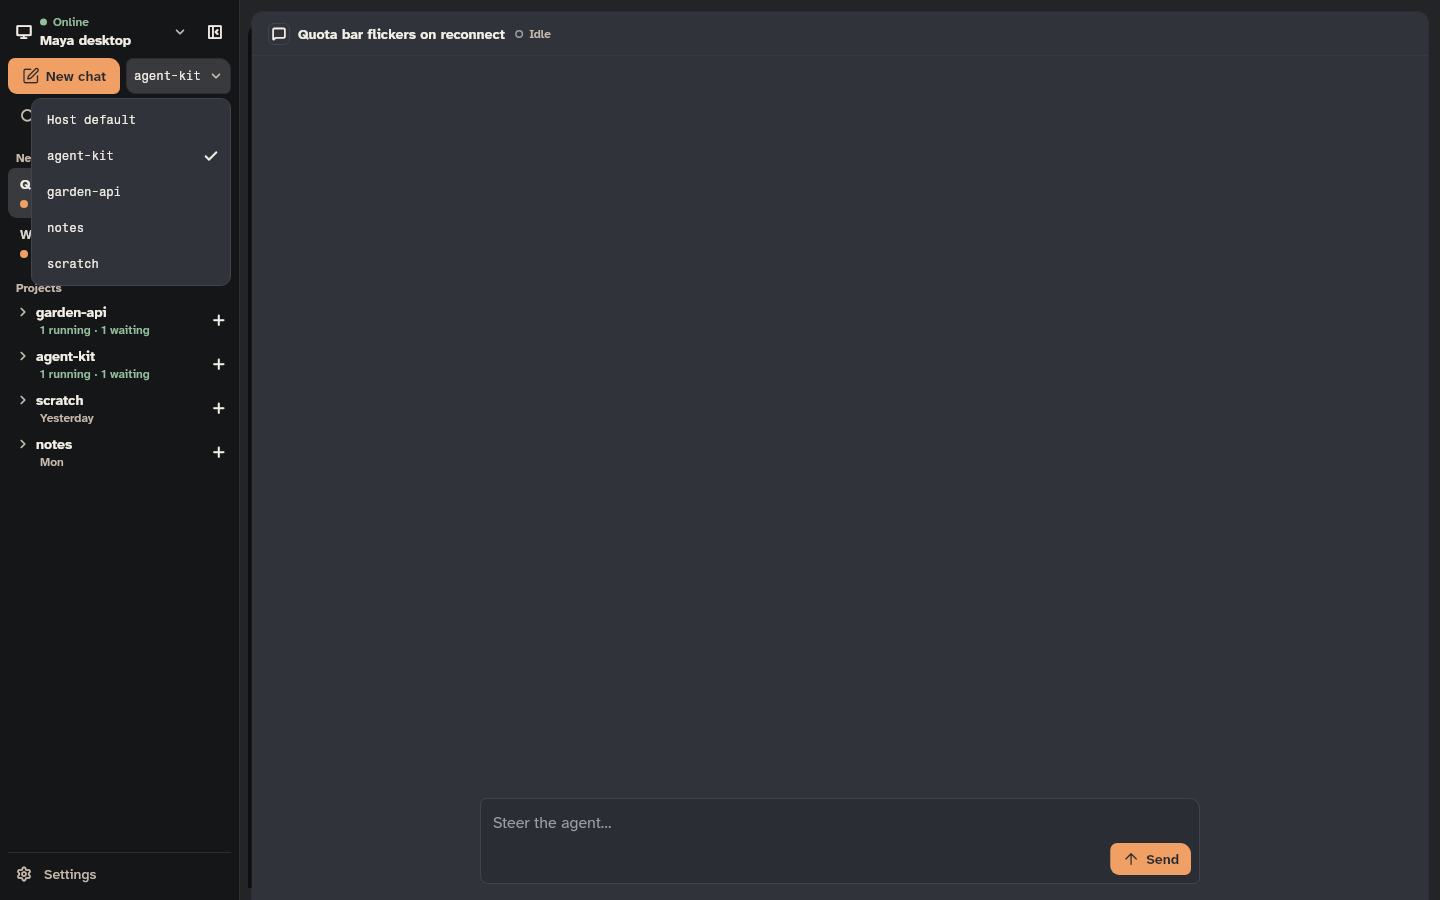 Online
Maya desktop
New chat
agent-kit
Host default
agent-kit
garden-api
notes
scratch
Ne
Q
W
Projects
garden-api
1 running · 1 waiting
agent-kit
1 running · 1 waiting
scratch
Yesterday
notes
Mon
Settings
Quota bar flickers on reconnect
Idle
Steer the agent...
Send